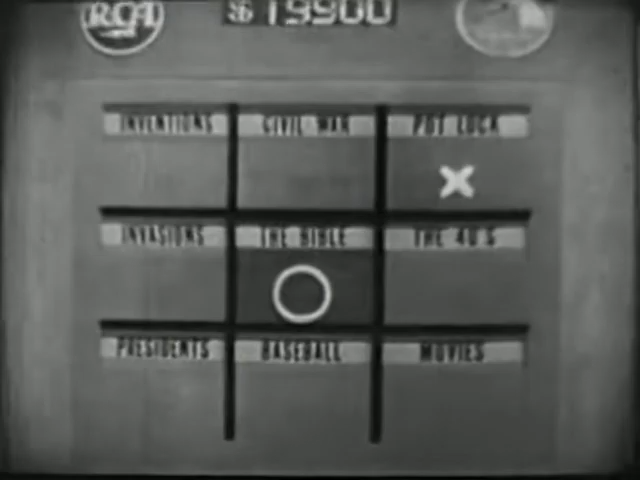 RCA
$ 19900
INVENTIONS CIVIL WAR POT LUCK
X
INVASIONS THE BIBLE THE 40'S
O
PRESIDENTS BASEBALL MOVIES